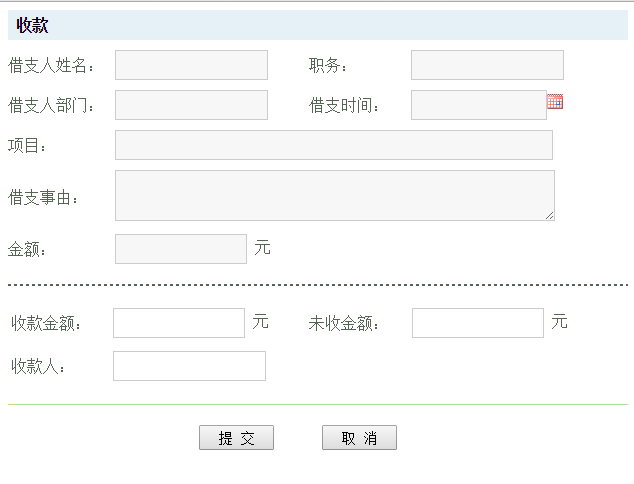 收款
借支人姓名： 职务：
借支人部门： 借支时间：
项目：
借支事由：
金额： 元
收款金额： 元 未收金额： 元
收款人：
提 交 取 消